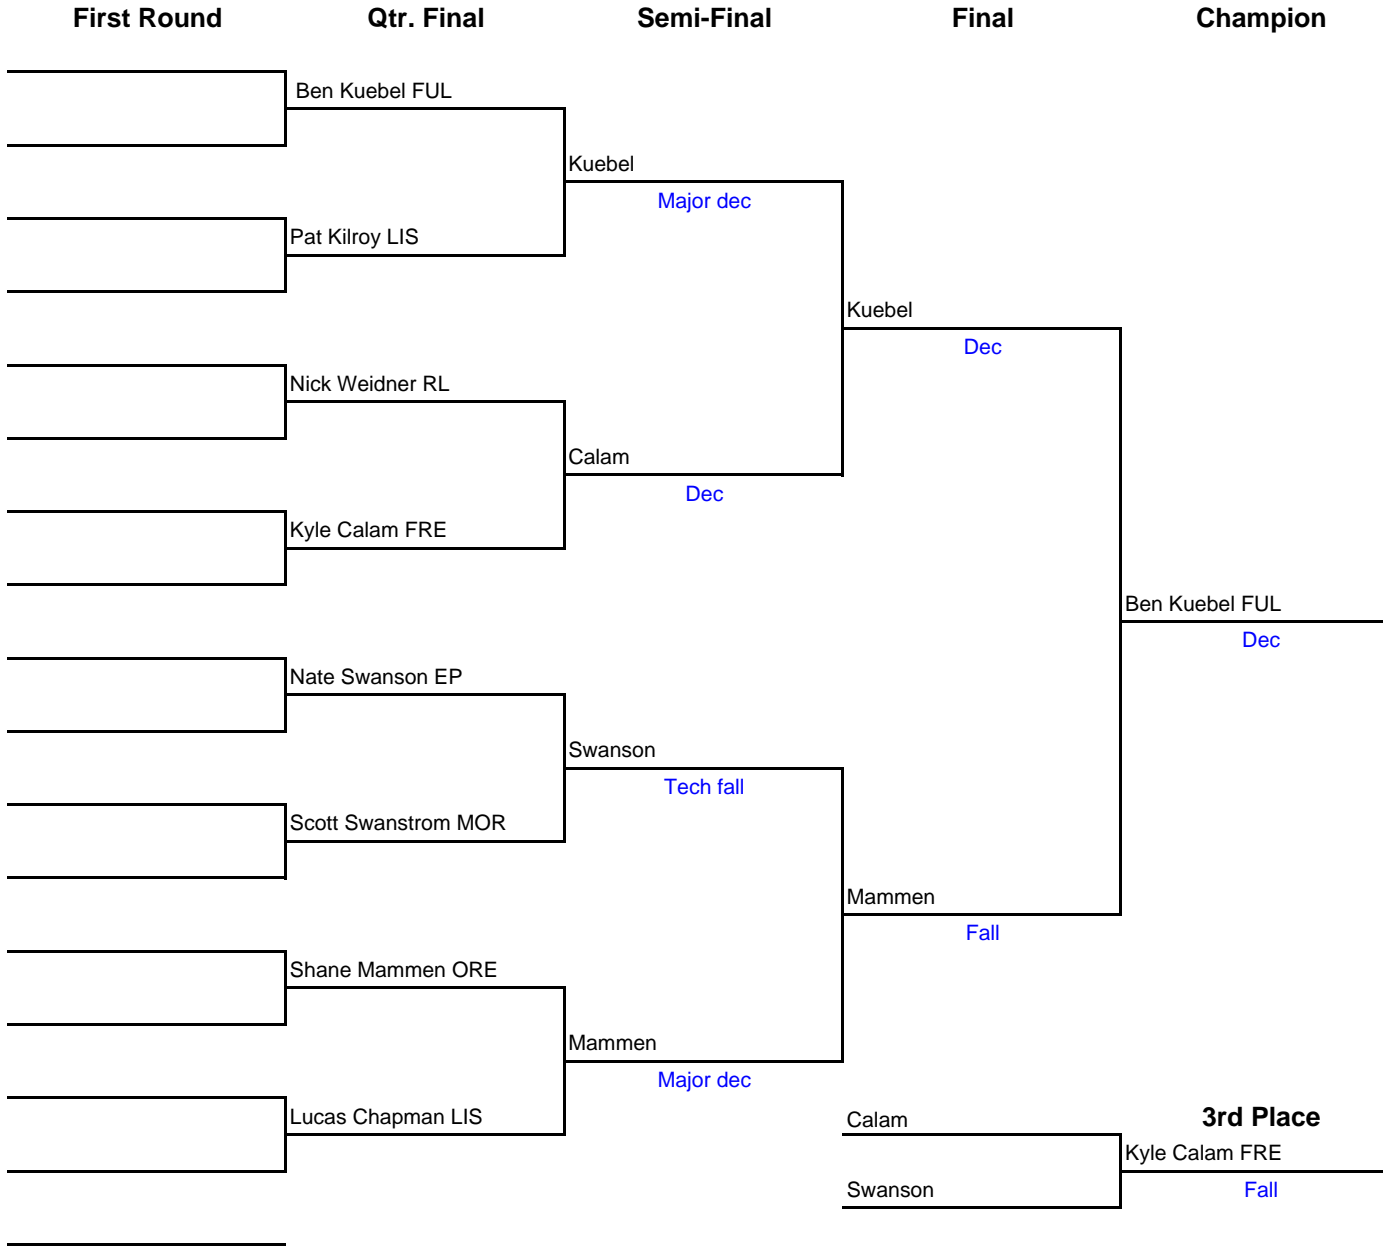 First Round Qtr. Final Semi-Final Final Champion
Ben Kuebel FUL
Kuebel
Major dec
Pat Kilroy LIS
Kuebel
Dec
Nick Weidner RL
Calam
Dec
Kyle Calam FRE
Ben Kuebel FUL
Dec
Nate Swanson EP
Swanson
Tech fall
Scott Swanstrom MOR
Mammen
Fall
Shane Mammen ORE
Mammen
Major dec
Lucas Chapman LIS
Calam
3rd Place
Kyle Calam FRE
Swanson
Fall